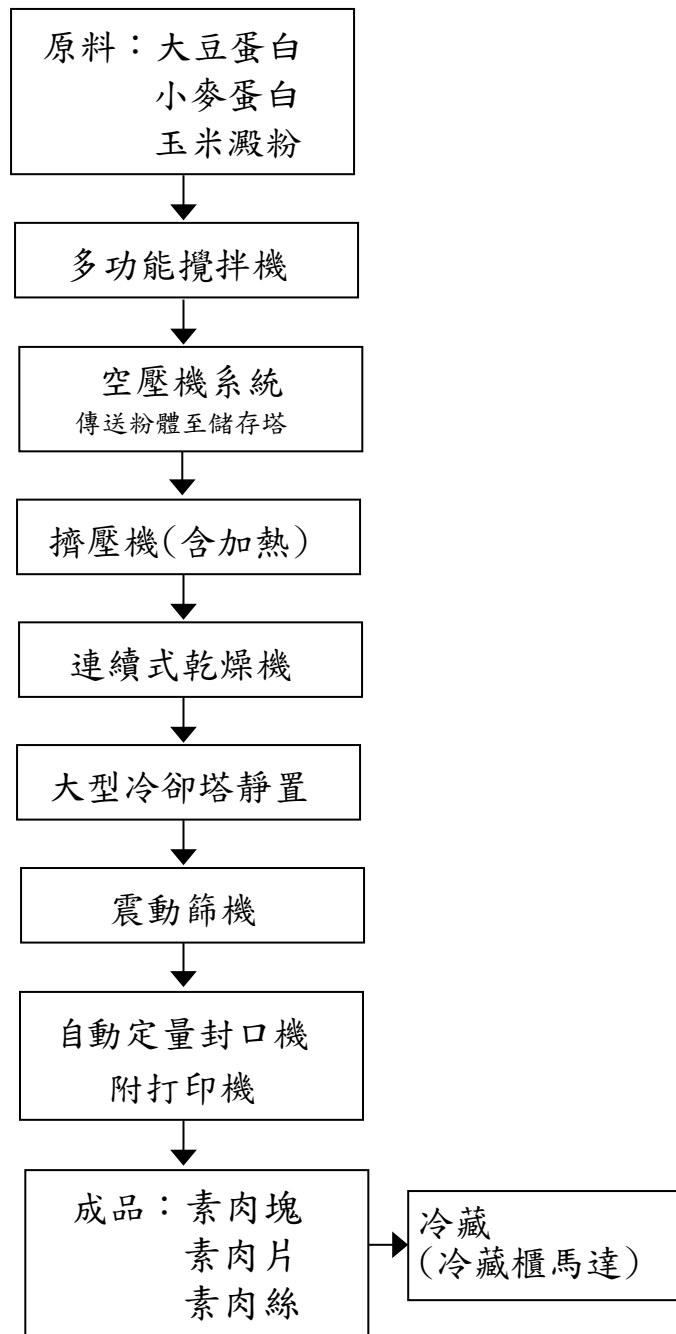 原料：大豆蛋白
小麥蛋白
玉米澱粉
多功能攪拌機
空壓機系統
傳送粉體至儲存塔
擠壓機(含加熱)
連續式乾燥機
大型冷卻塔靜置
震動篩機
自動定量封口機
附打印機
成品：素肉塊
素肉片
素肉絲
冷藏
(冷藏櫃馬達)